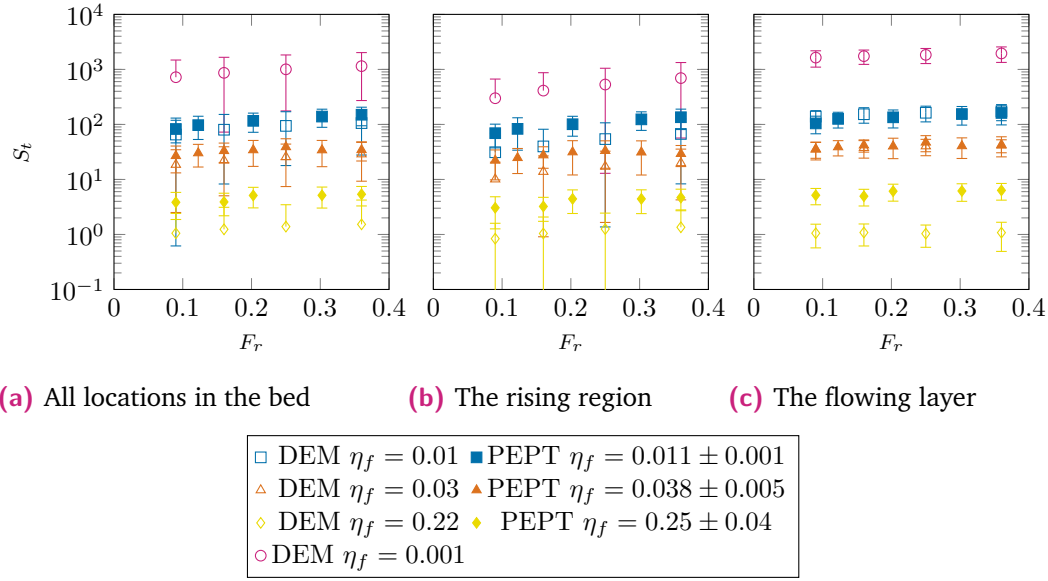 10^4
10^3
10^2
10^1
10^0
10^{-1}
S_t
0 0.1 0.2 0.3 0.4
0.1 0.2 0.3 0.4
0 0.1 0.2 0.3 0.4
F_r F_r F_r
(a) All locations in the bed (b) The rising region (c) The flowing layer
DEM η_f = 0.01 PEPT η_f = 0.011 ± 0.001
DEM η_f = 0.03 PEPT η_f = 0.038 ± 0.005
DEM η_f = 0.22 PEPT η_f = 0.25 ± 0.04
DEM η_f = 0.001